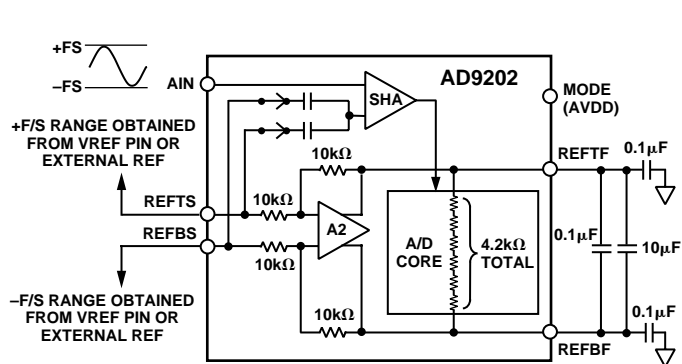 +FS
–FS
AIN
AD9202
SHA
MODE
(AVDD)
+F/S RANGE OBTAINED
FROM VREF PIN OR
EXTERNAL REF
10kΩ
REFTF
0.1μF
REFTS
10kΩ
A2
A/D
CORE
4.2kΩ
TOTAL
0.1μF
10μF
REFBS
10kΩ
–F/S RANGE OBTAINED
FROM VREF PIN OR
EXTERNAL REF
10kΩ
0.1μF
REFBF